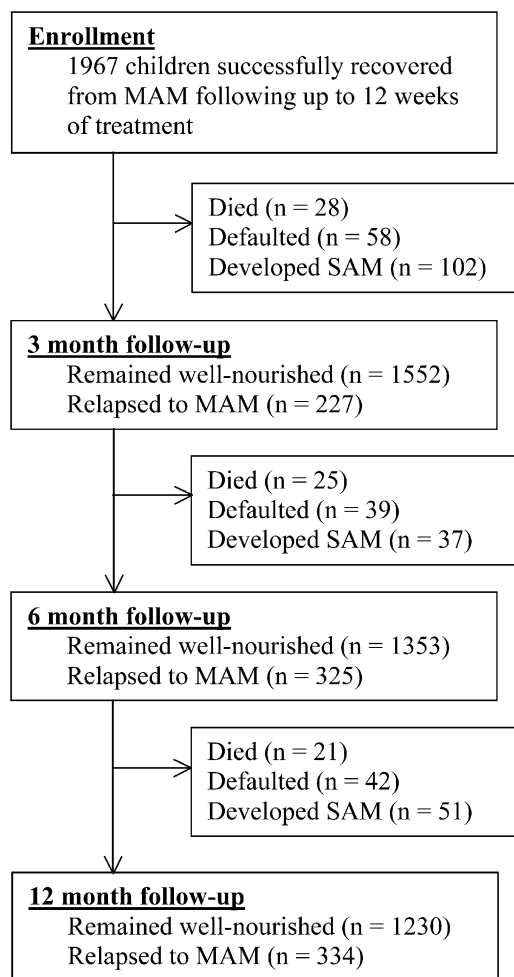 Enrollment
1967 children successfully recovered
from MAM following up to 12 weeks
of treatment
Died (n = 28)
Defaulted (n = 58)
Developed SAM (n = 102)
3 month follow-up
Remained well-nourished (n = 1552)
Relapsed to MAM (n = 227)
Died (n = 25)
Defaulted (n = 39)
Developed SAM (n = 37)
6 month follow-up
Remained well-nourished (n = 1353)
Relapsed to MAM (n = 325)
Died (n = 21)
Defaulted (n = 42)
Developed SAM (n = 51)
12 month follow-up
Remained well-nourished (n = 1230)
Relapsed to MAM (n = 334)